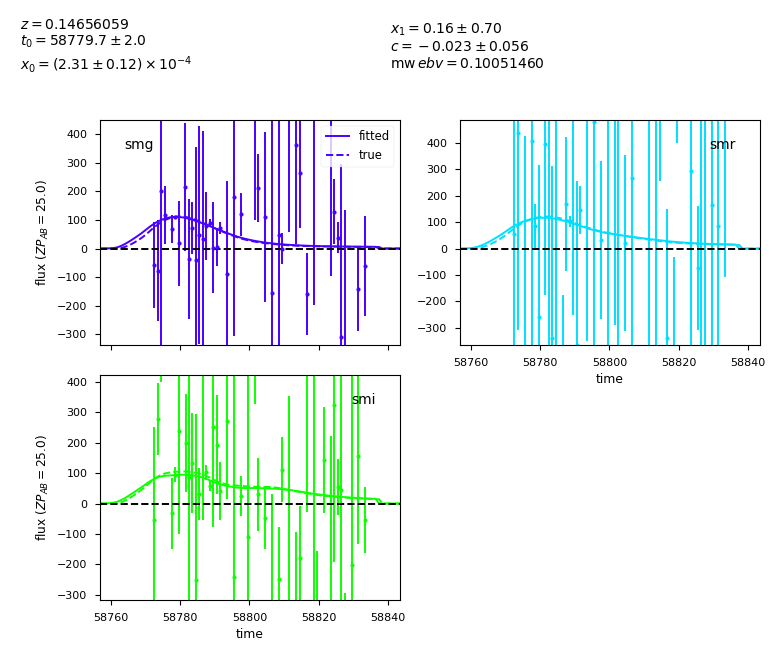 z = 0.14656059
t₀ = 58779.7 ± 2.0
x₀ = (2.31 ± 0.12) × 10⁻⁴
x₁ = 0.16 ± 0.70
c = −0.023 ± 0.056
mw ebv = 0.10051460
smg
fitted
true
400
300
200
100
0
−100
−200
−300
flux (ZP_AB = 25.0)
smr
400
300
200
100
0
−100
−200
−300
58760 58780 58800 58820 58840
time
smi
400
300
200
100
0
−100
−200
−300
flux (ZP_AB = 25.0)
58760 58780 58800 58820 58840
time